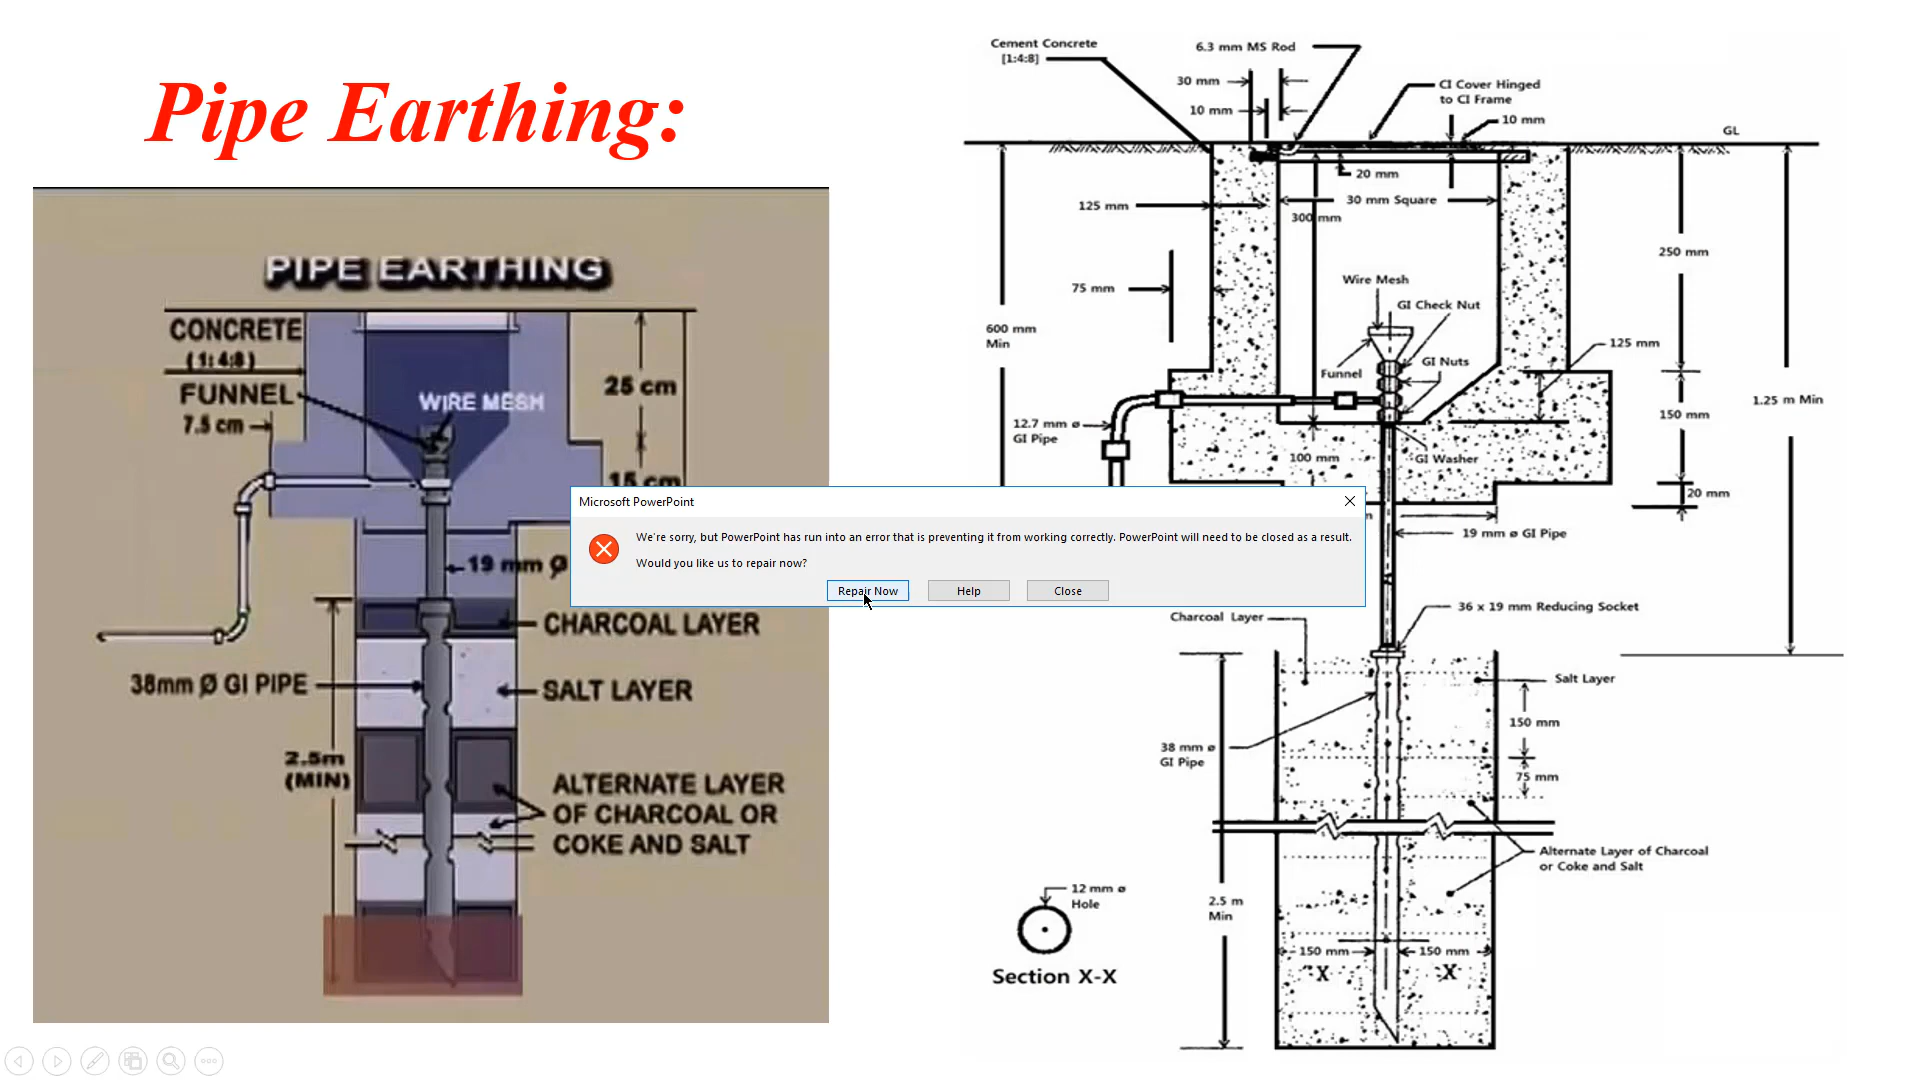 Pipe Earthing:
PIPE EARTHING
CONCRETE
(1:4:8)
FUNNEL
7.5 cm
WIRE MESH
25 cm
15 cm
19 mm Ø
CHARCOAL LAYER
38mm Ø GI PIPE
SALT LAYER
2.5m
(MIN)
ALTERNATE LAYER
OF CHARCOAL OR
COKE AND SALT
Cement Concrete
[1:4:8]
6.3 mm MS Rod
30 mm
10 mm
CI Cover Hinged
to CI Frame
10 mm
GL
20 mm
125 mm
30 mm Square
300 mm
250 mm
Wire Mesh
75 mm
GI Check Nut
600 mm
Min
125 mm
GI Nuts
Funnel
1.25 m Min
150 mm
12.7 mm ø
GI Pipe
100 mm
GI Washer
20 mm
19 mm ø GI Pipe
Microsoft PowerPoint
We're sorry, but PowerPoint has run into an error that is preventing it from working correctly. PowerPoint will need to be closed as a result.
Would you like us to repair now?
Repair Now
Help
Close
36 x 19 mm Reducing Socket
Charcoal Layer
Salt Layer
150 mm
38 mm ø
GI Pipe
75 mm
Alternate Layer of Charcoal
or Coke and Salt
12 mm ø
Hole
2.5 m
Min
150 mm
150 mm
X
X
Section X-X